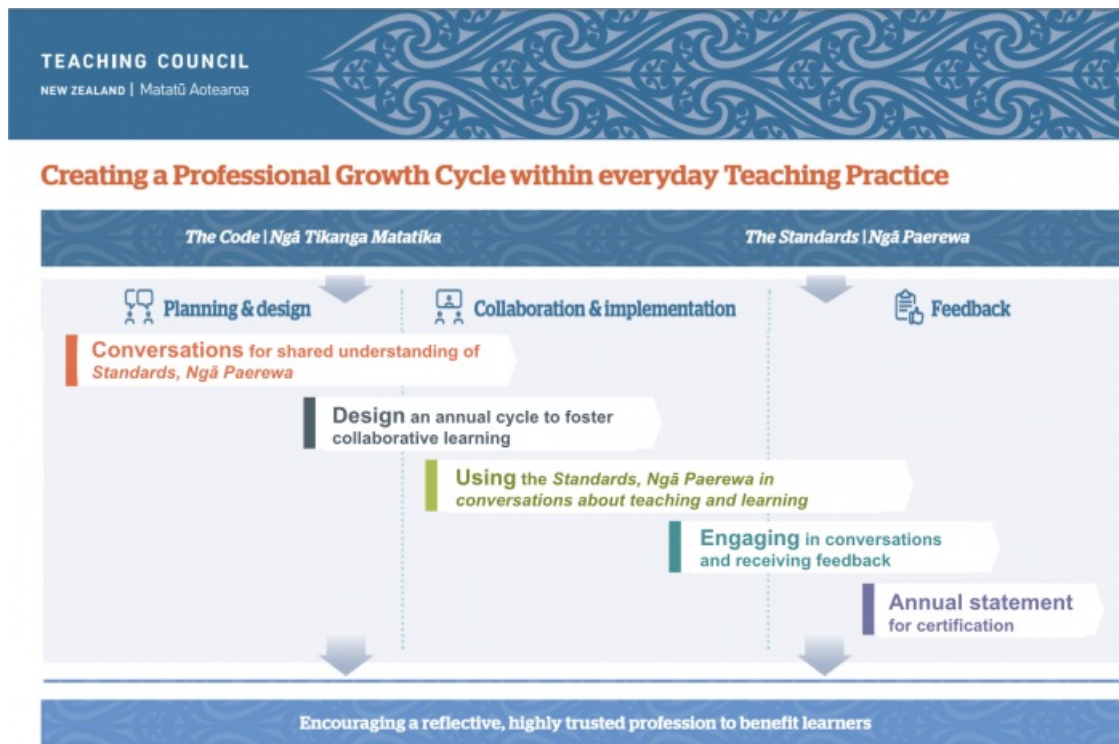 TEACHING COUNCIL
NEW ZEALAND | Matatū Aotearoa
Creating a Professional Growth Cycle within everyday Teaching Practice
The Code | Ngā Tikanga Matatika
The Standards | Ngā Paerewa
Planning & design
Collaboration & implementation
Feedback
Conversations for shared understanding of
Standards, Ngā Paerewa
Design an annual cycle to foster
collaborative learning
Using the Standards, Ngā Paerewa in
conversations about teaching and learning
Engaging in conversations
and receiving feedback
Annual statement
for certification
Encouraging a reflective, highly trusted profession to benefit learners